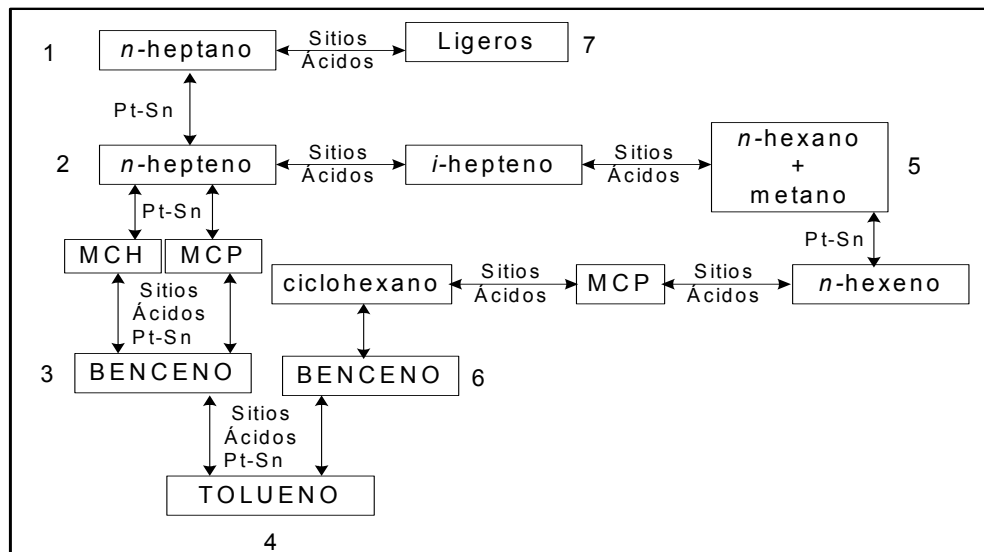 1
n-heptano
Sitios
Ácidos
Ligeros
7
Pt-Sn
2
n-hepteno
Sitios
Ácidos
i-hepteno
Sitios
Ácidos
n-hexano
+
metano
5
Pt-Sn
Pt-Sn
MCH
MCP
ciclohexano
Sitios
Ácidos
MCP
Sitios
Ácidos
n-hexeno
Sitios
Ácidos
Pt-Sn
3
BENCENO
BENCENO
6
Sitios
Ácidos
Pt-Sn
TOLUENO
4